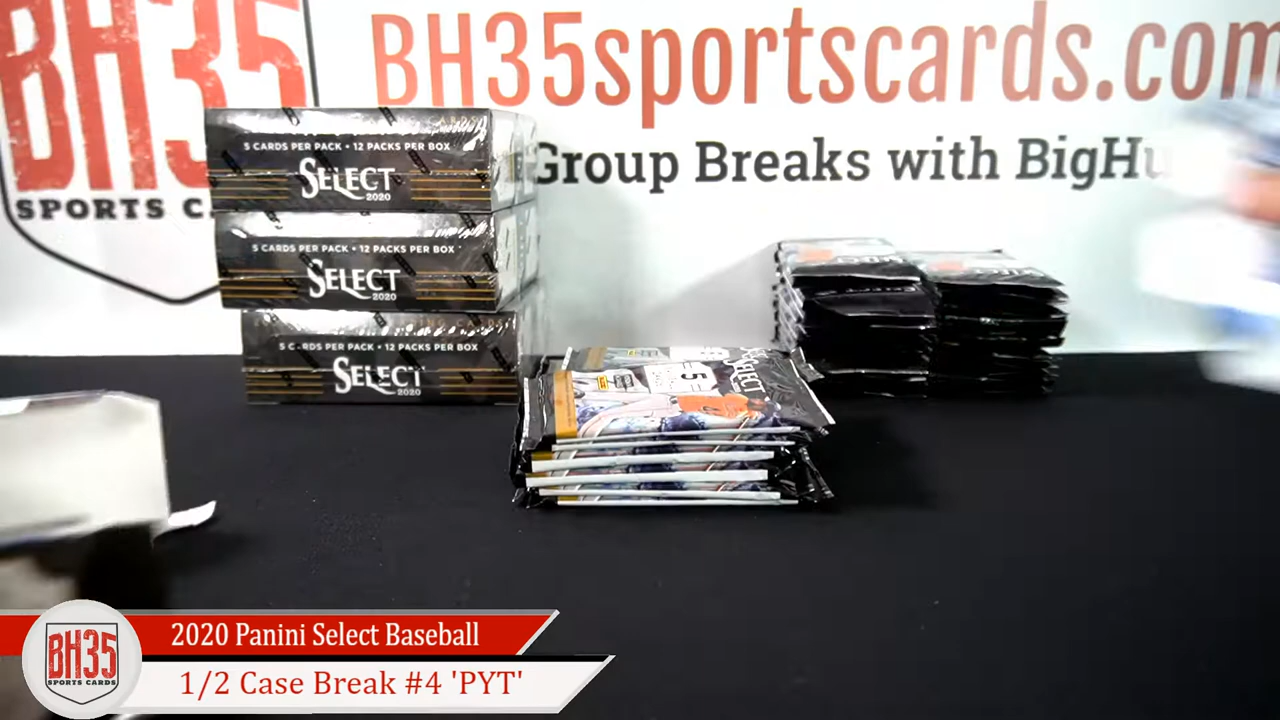 BH35
SPORTS C
BH35sportscards.com
Group Breaks with BigHu
5 CARDS PER PACK • 12 PACKS PER BOX
SELECT
2020
5 CARDS PER PACK • 12 PACKS PER BOX
SELECT
2020
5 CARDS PER PACK • 12 PACKS PER BOX
SELECT
2020
5
SELECT
BH35
SPORTS CARDS
2020 Panini Select Baseball
1/2 Case Break #4 'PYT'